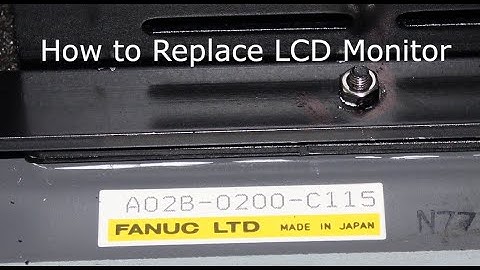 How to Replace LCD Monitor
A02B-0200-C115
FANUC LTD MADE IN JAPAN
N77